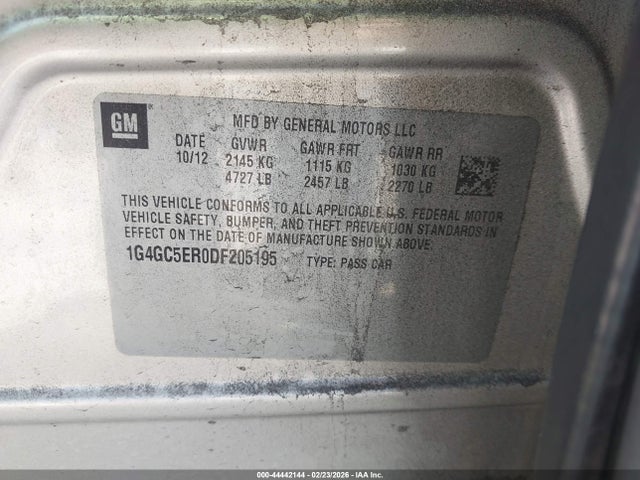 GM
MFD BY GENERAL MOTORS LLC
DATE GVWR GAWR FRT GAWR RR
10/12 2145 KG 1115 KG 1030 KG
4727 LB 2457 LB 2270 LB
THIS VEHICLE CONFORMS TO ALL APPLICABLE U.S. FEDERAL MOTOR
VEHICLE SAFETY, BUMPER, AND THEFT PREVENTION STANDARDS IN
EFFECT ON THE DATE OF MANUFACTURE SHOWN ABOVE.
1G4GC5ER0DF205195 TYPE: PASS CAR
000-44442144 | 02/23/2026 - IAA Inc.